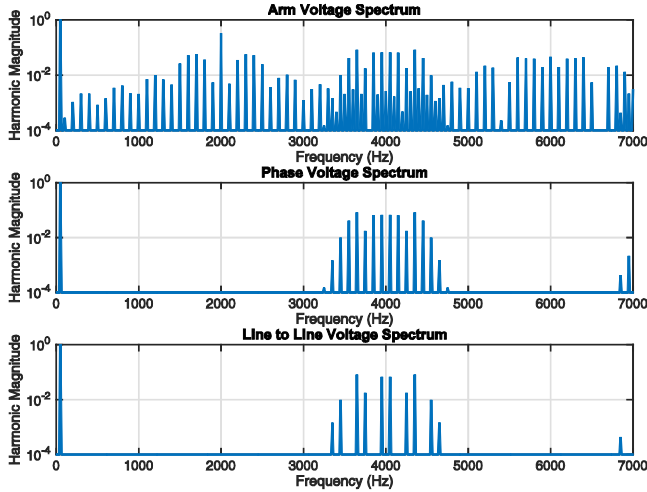 Arm Voltage Spectrum
Harmonic Magnitude
10^0
10^-2
10^-4
0 1000 2000 3000 4000 5000 6000 7000
Frequency (Hz)
Phase Voltage Spectrum
Harmonic Magnitude
10^0
10^-2
10^-4
0 1000 2000 3000 4000 5000 6000 7000
Frequency (Hz)
Line to Line Voltage Spectrum
Harmonic Magnitude
10^0
10^-2
10^-4
0 1000 2000 3000 4000 5000 6000 7000
Frequency (Hz)